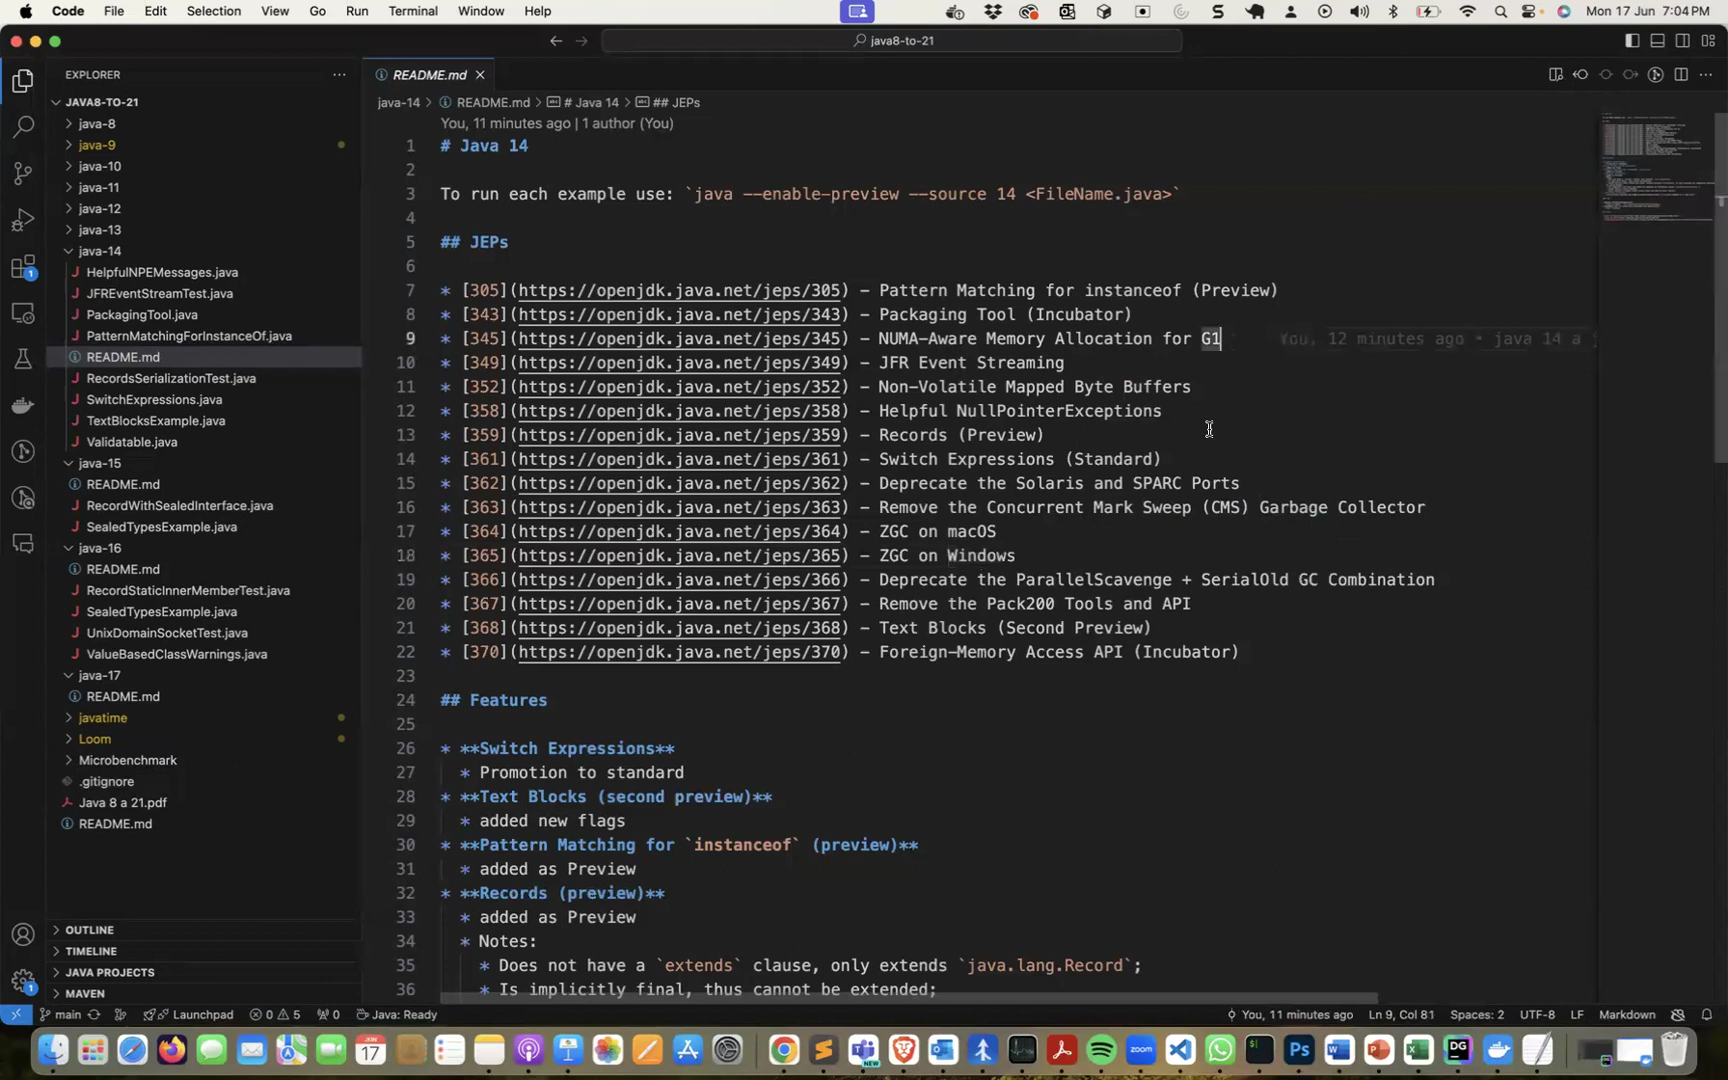 Code File Edit Selection View Go Run Terminal Window Help Mon 17 Jun 7:04 PM
java8-to-21
EXPLORER
JAVA8-TO-21
java-8
java-9
java-10
java-11
java-12
java-13
java-14
HelpfulNPEMessages.java
JFREventStreamTest.java
PackagingTool.java
PatternMatchingForInstanceOf.java
README.md
RecordsSerializationTest.java
SwitchExpressions.java
TextBlocksExample.java
Validatable.java
java-15
README.md
RecordWithSealedInterface.java
SealedTypesExample.java
java-16
README.md
RecordStaticInnerMemberTest.java
SealedTypesExample.java
UnixDomainSocketTest.java
ValueBasedClassWarnings.java
java-17
README.md
javatime
Loom
Microbenchmark
.gitignore
Java 8 a 21.pdf
README.md
OUTLINE
TIMELINE
JAVA PROJECTS
MAVEN
README.md
java-14 > README.md > # Java 14 > ## JEPs
You, 11 minutes ago | 1 author (You)
1 # Java 14
2
3 To run each example use: `java --enable-preview --source 14 <FileName.java>`
4
5 ## JEPs
6
7 * [305](https://openjdk.java.net/jeps/305) - Pattern Matching for instanceof (Preview)
8 * [343](https://openjdk.java.net/jeps/343) - Packaging Tool (Incubator)
9 * [345](https://openjdk.java.net/jeps/345) - NUMA-Aware Memory Allocation for G1 You, 12 minutes ago • java 14 a
10 * [349](https://openjdk.java.net/jeps/349) - JFR Event Streaming
11 * [352](https://openjdk.java.net/jeps/352) - Non-Volatile Mapped Byte Buffers
12 * [358](https://openjdk.java.net/jeps/358) - Helpful NullPointerExceptions
13 * [359](https://openjdk.java.net/jeps/359) - Records (Preview)
14 * [361](https://openjdk.java.net/jeps/361) - Switch Expressions (Standard)
15 * [362](https://openjdk.java.net/jeps/362) - Deprecate the Solaris and SPARC Ports
16 * [363](https://openjdk.java.net/jeps/363) - Remove the Concurrent Mark Sweep (CMS) Garbage Collector
17 * [364](https://openjdk.java.net/jeps/364) - ZGC on macOS
18 * [365](https://openjdk.java.net/jeps/365) - ZGC on Windows
19 * [366](https://openjdk.java.net/jeps/366) - Deprecate the ParallelScavenge + SerialOld GC Combination
20 * [367](https://openjdk.java.net/jeps/367) - Remove the Pack200 Tools and API
21 * [368](https://openjdk.java.net/jeps/368) - Text Blocks (Second Preview)
22 * [370](https://openjdk.java.net/jeps/370) - Foreign-Memory Access API (Incubator)
23
24 ## Features
25
26 * **Switch Expressions**
27 * Promotion to standard
28 * **Text Blocks (second preview)**
29 * added new flags
30 * **Pattern Matching for `instanceof` (preview)**
31 * added as Preview
32 * **Records (preview)**
33 * added as Preview
34 * Notes:
35 * Does not have a `extends` clause, only extends `java.lang.Record`;
36 * Is implicitly final, thus cannot be extended;
main Launchpad 0 5 0 Java: Ready You, 11 minutes ago Ln 9, Col 81 Spaces: 2 UTF-8 LF Markdown